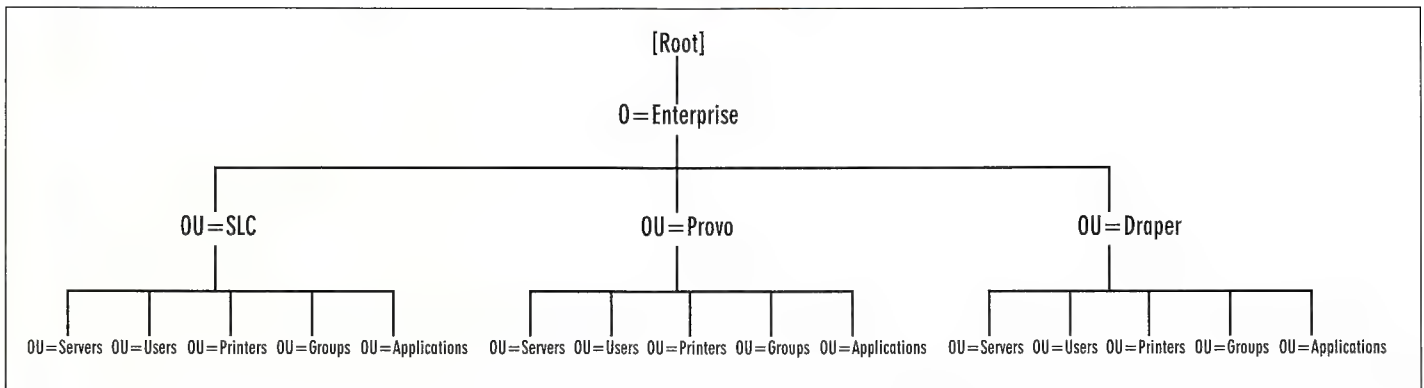 [Root]
O=Enterprise
OU=SLC OU=Provo OU=Draper
OU=Servers OU=Users OU=Printers OU=Groups OU=Applications OU=Servers OU=Users OU=Printers OU=Groups OU=Applications OU=Servers OU=Users OU=Printers OU=Groups OU=Applications